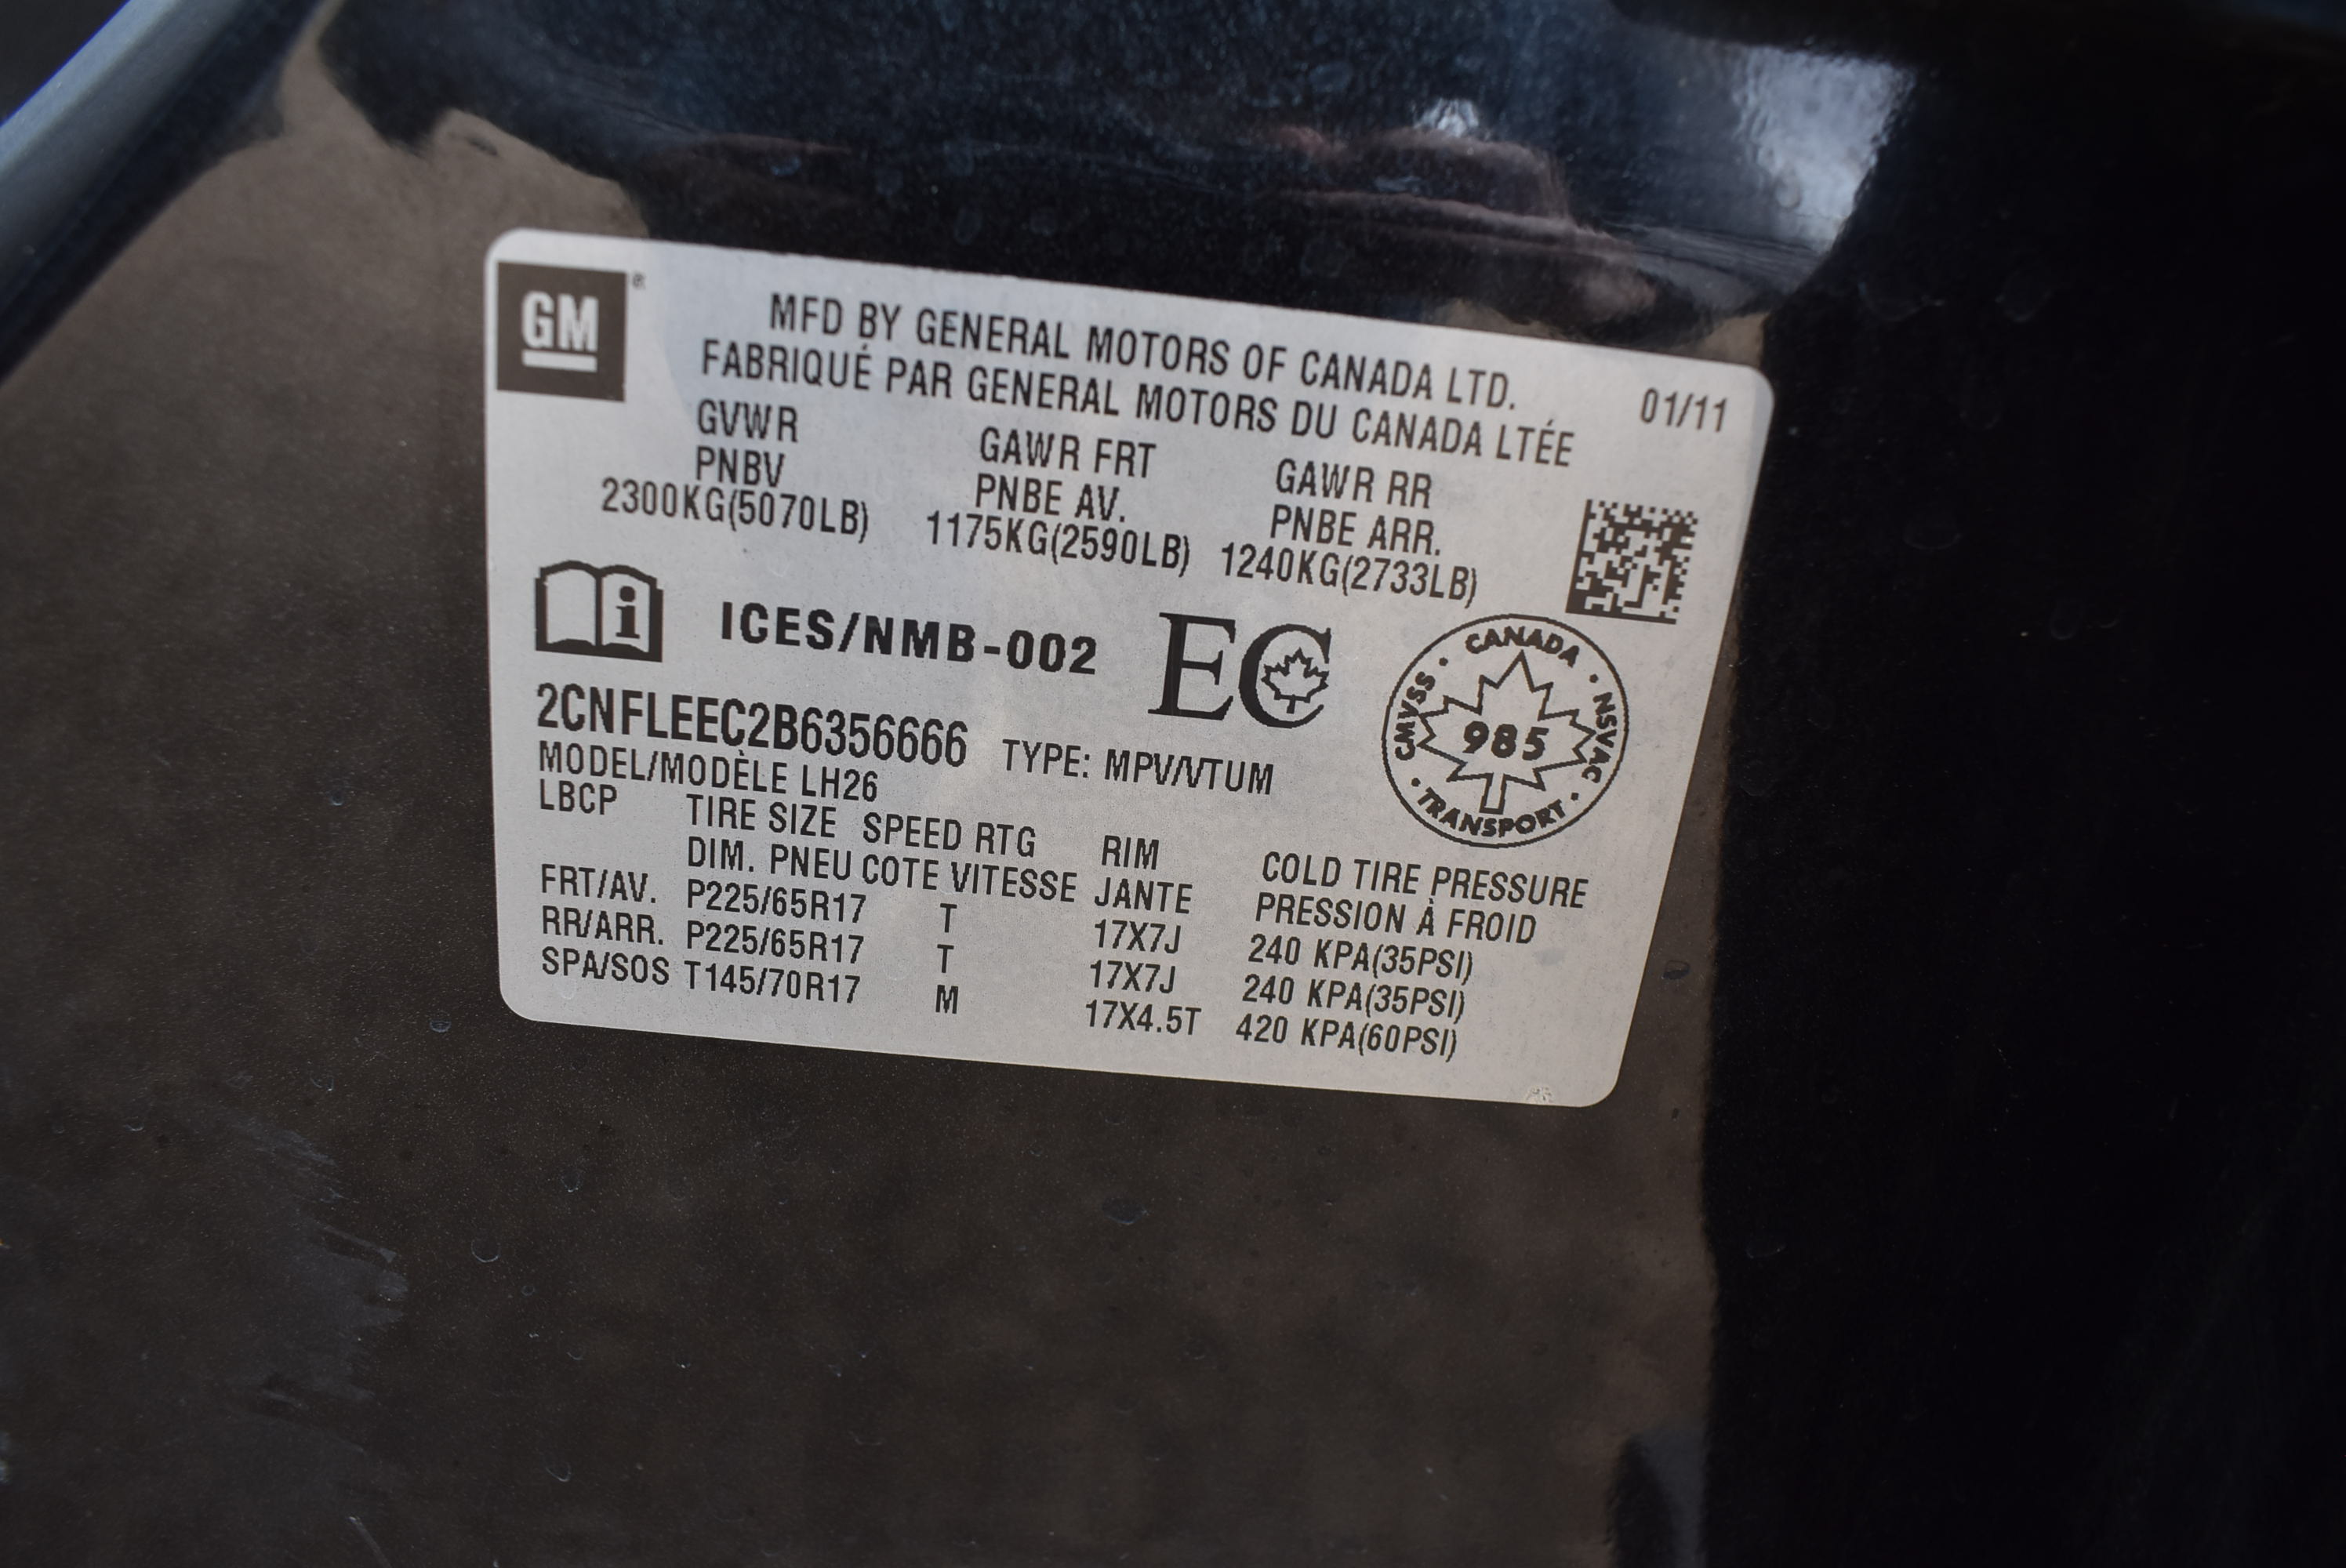 GM ®
MFD BY GENERAL MOTORS OF CANADA LTD.
FABRIQUÉ PAR GENERAL MOTORS DU CANADA LTÉE
01/11
GVWR GAWR FRT GAWR RR
PNBV PNBE AV. PNBE ARR.
2300KG(5070LB) 1175KG(2590LB) 1240KG(2733LB)
i ICES/NMB-002 EC
CANADA · NSVAC · TRANSPORT · CMVSS ·
985
2CNFLEEC2B6356666 TYPE: MPV/VTUM
MODEL/MODÈLE LH26
LBCP TIRE SIZE SPEED RTG RIM COLD TIRE PRESSURE
DIM. PNEU COTE VITESSE JANTE PRESSION À FROID
FRT/AV. P225/65R17 T 17X7J 240 KPA(35PSI)
RR/ARR. P225/65R17 T 17X7J 240 KPA(35PSI)
SPA/SOS T145/70R17 M 17X4.5T 420 KPA(60PSI)